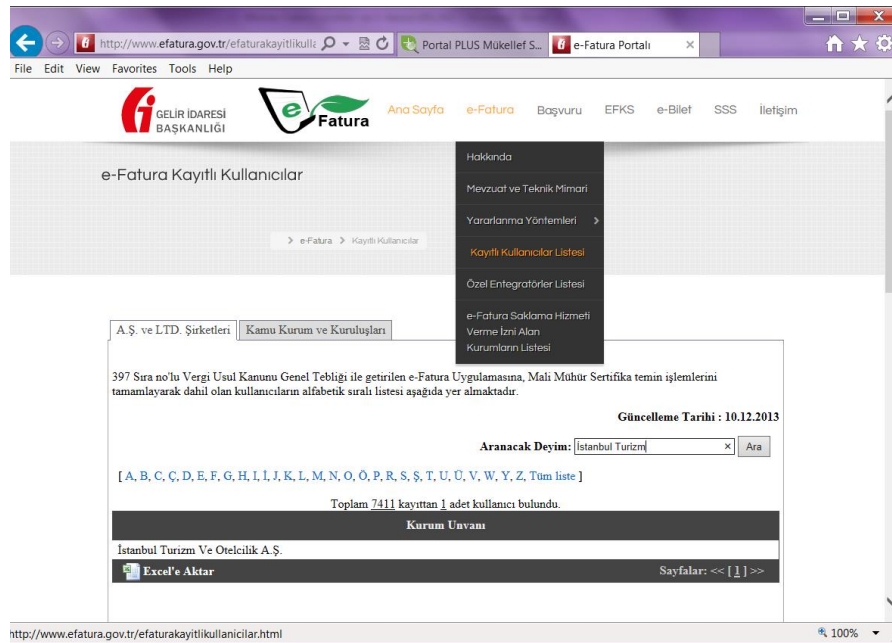 http://www.efatura.gov.tr/efaturakayitlikulla
Portal PLUS Mükellef S...
e-Fatura Portalı
File Edit View Favorites Tools Help
GELİR İDARESİ
BAŞKANLIĞI
e Fatura
Ana Sayfa e-Fatura Başvuru EFKS e-Bilet SSS İletişim
e-Fatura Kayıtlı Kullanıcılar
> e-Fatura > Kayıtlı Kullanıcılar
Hakkında
Mevzuat ve Teknik Mimari
Yararlanma Yöntemleri >
Kayıtlı Kullanıcılar Listesi
Özel Entegratörler Listesi
e-Fatura Saklama Hizmeti
Verme İzni Alan
Kurumların Listesi
A.Ş. ve LTD. Şirketleri Kamu Kurum ve Kuruluşları
397 Sıra no'lu Vergi Usul Kanunu Genel Tebliği ile getirilen e-Fatura Uygulamasına, Mali Mühür Sertifika temin işlemlerini
tamamlayarak dahil olan kullanıcıların alfabetik sıralı listesi aşağıda yer almaktadır.
Güncelleme Tarihi : 10.12.2013
Aranacak Deyim: İstanbul Turizm × Ara
[ A, B, C, Ç, D, E, F, G, H, I, İ, J, K, L, M, N, O, Ö, P, R, S, Ş, T, U, Ü, V, W, Y, Z, Tüm liste ]
Toplam 7411 kayıttan 1 adet kullanıcı bulundu.
Kurum Unvanı
İstanbul Turizm Ve Otelcilik A.Ş.
Excel'e Aktar Sayfalar: << [ 1 ] >>
http://www.efatura.gov.tr/efaturakayitlikullanicilar.html
100%